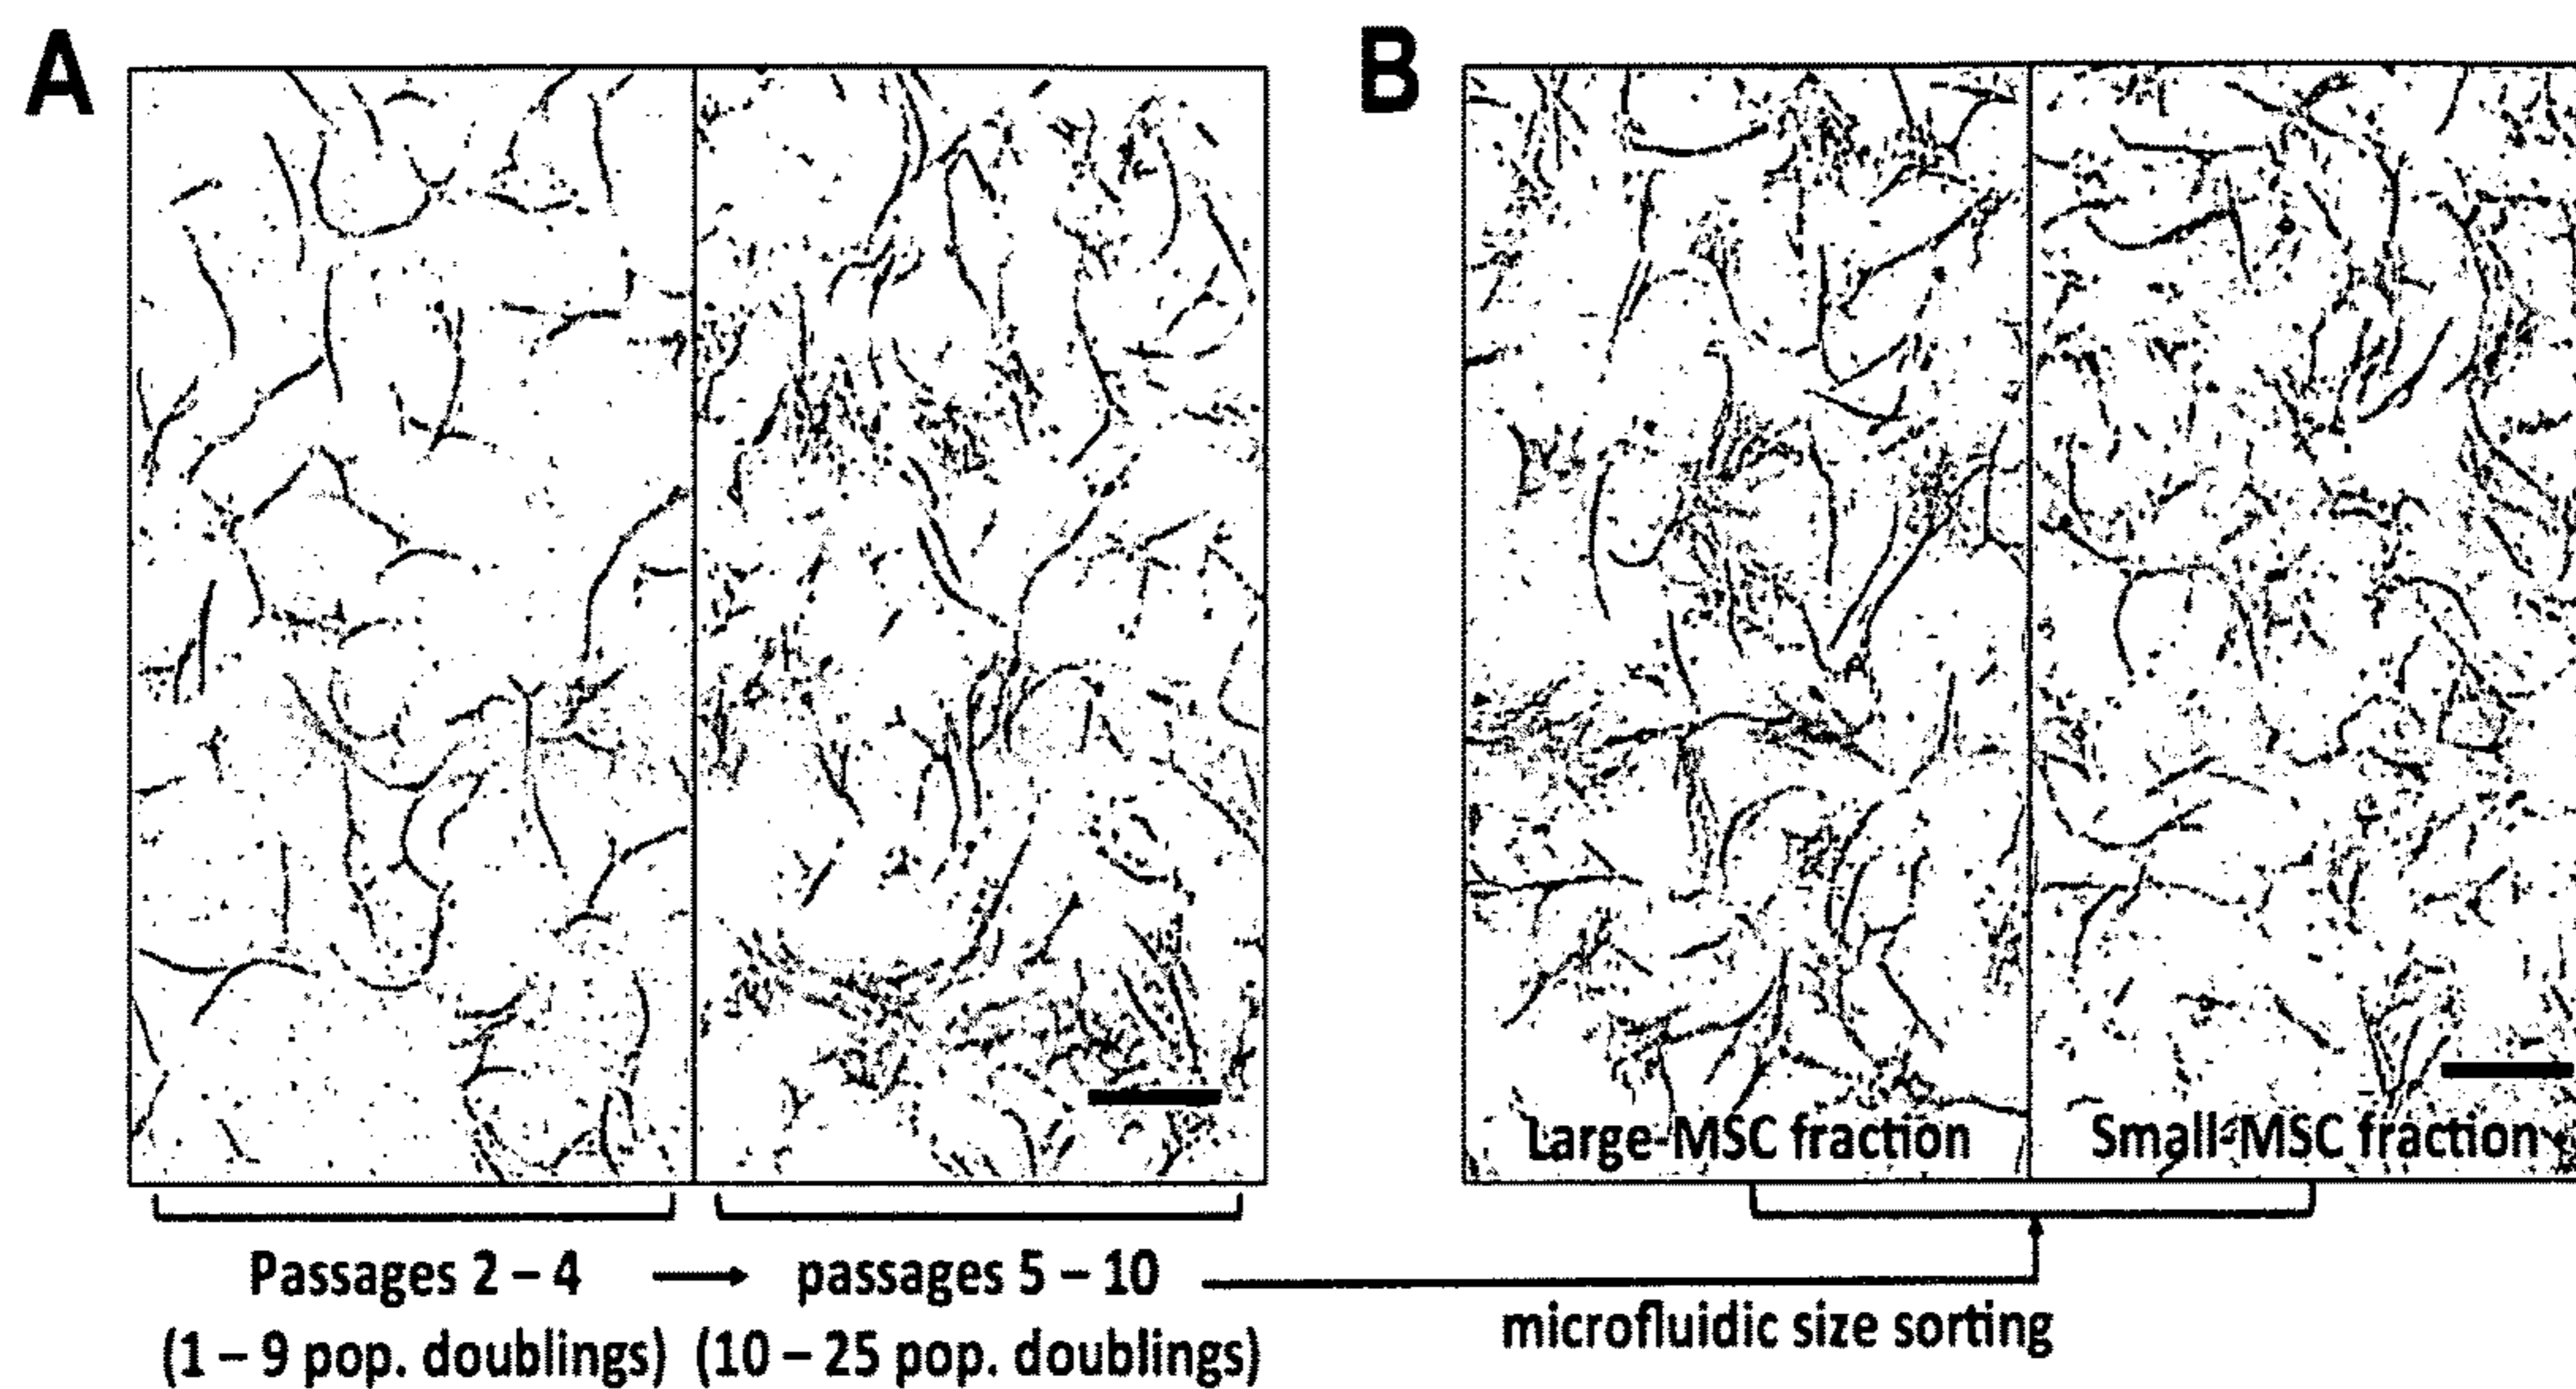 A
B
Large-MSC fraction
Small-MSC fraction
Passages 2 – 4
passages 5 – 10
(1 – 9 pop. doublings)
(10 – 25 pop. doublings)
microfluidic size sorting